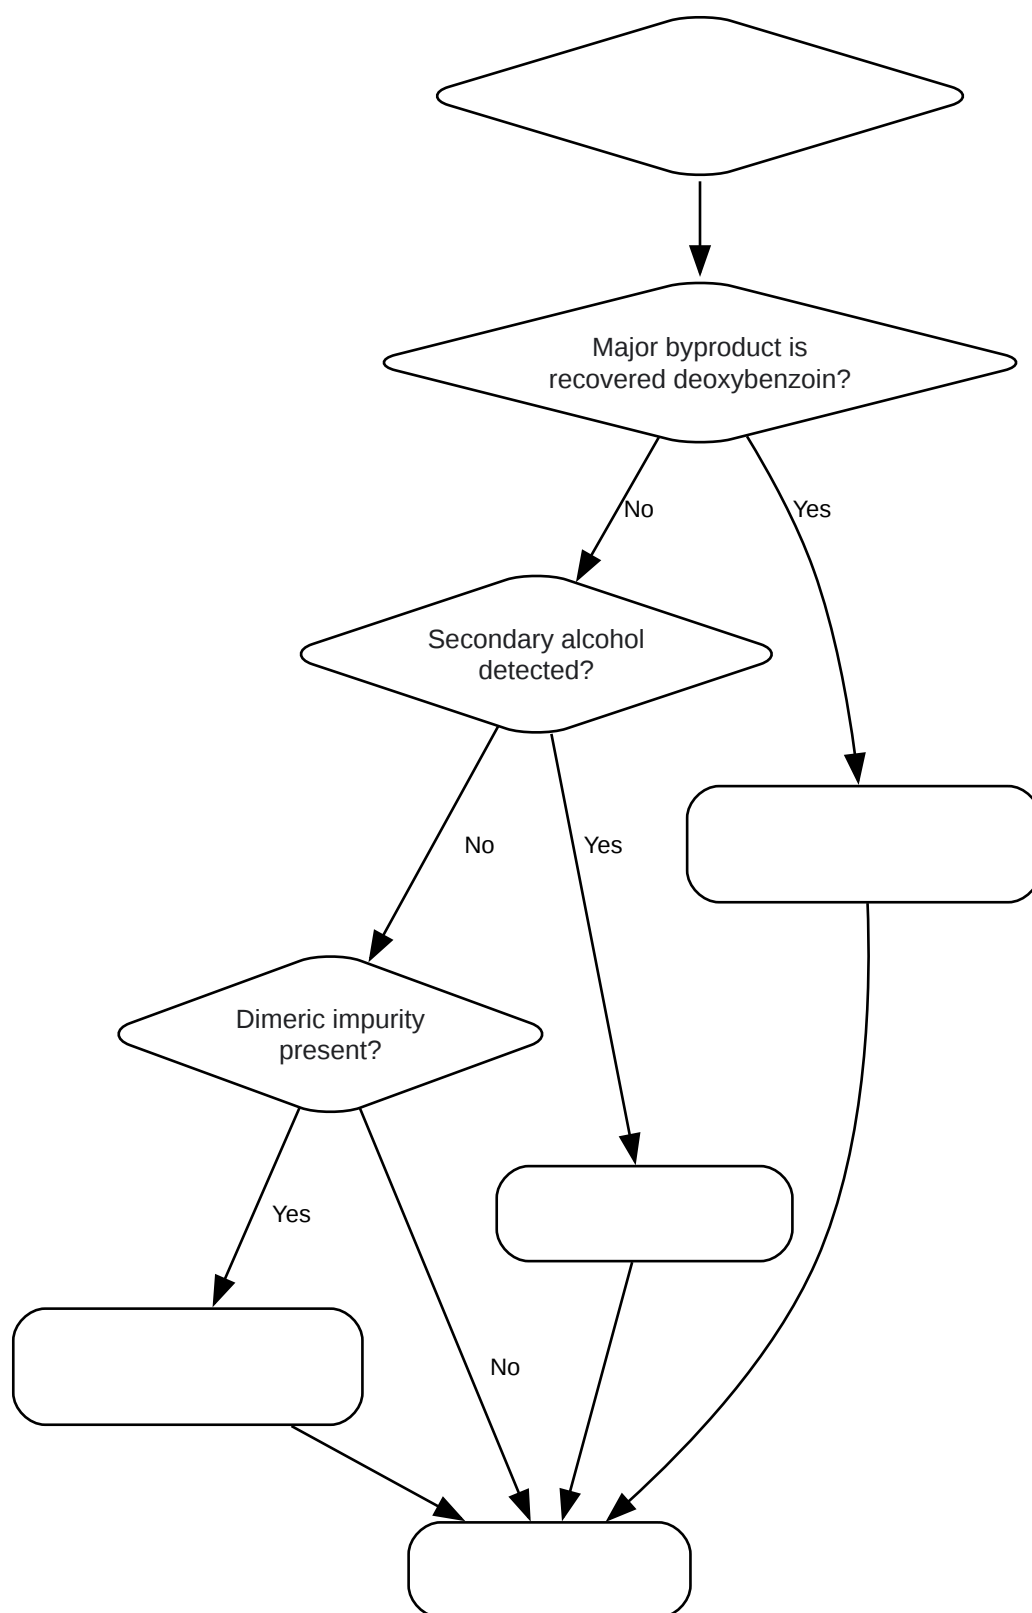 Major byproduct is
recovered deoxybenzoin?
No
Yes
Secondary alcohol
detected?
No
Yes
Dimeric impurity
present?
Yes
No